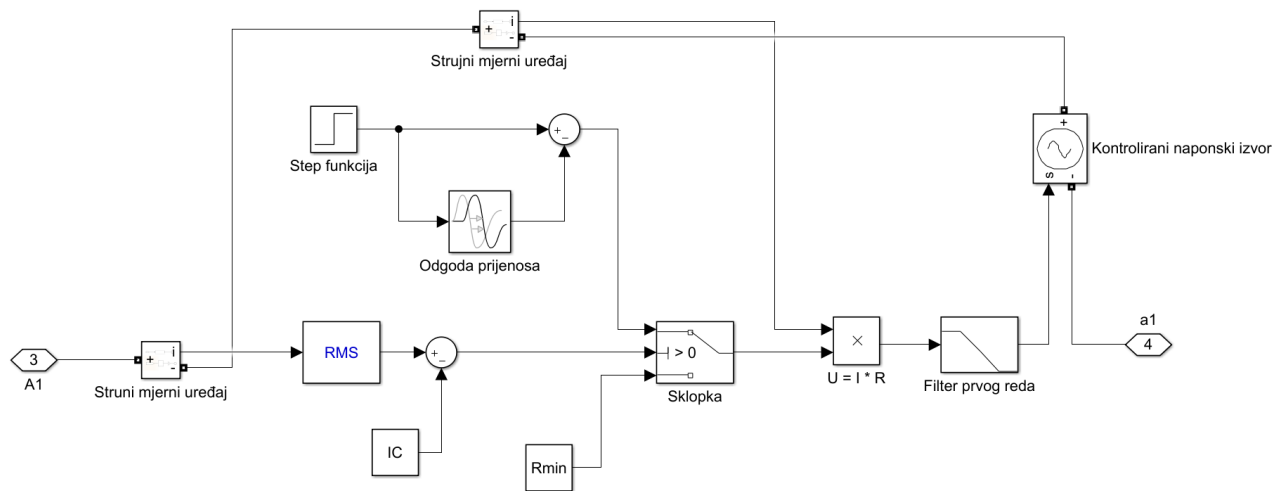 +
i
-
Strujni mjerni uređaj
Step funkcija
+
-
Odgoda prijenosa
+
s
-
Kontrolirani naponski izvor
3
A1
+
i
-
Struni mjerni uređaj
RMS
+
-
IC
> 0
Sklopka
Rmin
×
U = I * R
Filter prvog reda
a1
4